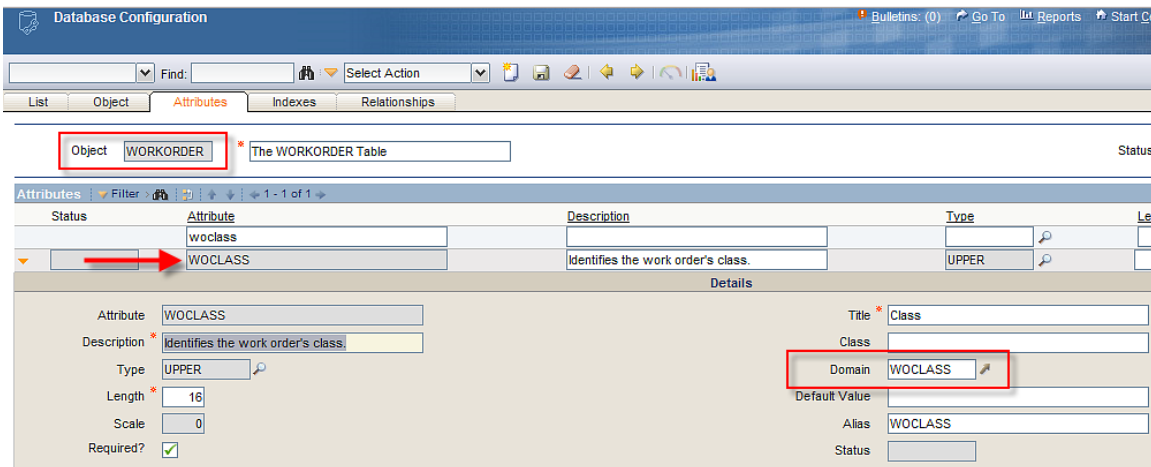 Database Configuration
Bulletins: (0) Go To Reports Start C
Find: Select Action
List Object Attributes Indexes Relationships
Object WORKORDER * The WORKORDER Table Status
Attributes Filter 1 - 1 of 1
Status Attribute Description Type Le
woclass
WOCLASS Identifies the work order's class. UPPER
Details
Attribute WOCLASS Title * Class
Description * Identifies the work order's class. Class
Type UPPER Domain WOCLASS
Length * 16 Default Value
Scale 0 Alias WOCLASS
Required? Status